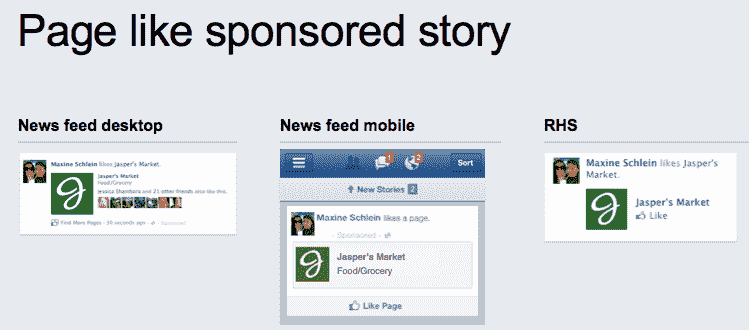 Page like sponsored story
News feed desktop
Maxine Schlein likes Jasper's Market.
Jasper's Market
Food/Grocery
Jessica Shambora and 21 other friends also like this.
Find More Pages · 30 seconds ago · Sponsored ·
News feed mobile
1
2
Sort
New Stories 2
Maxine Schlein likes a page.
Sponsored ·
Jasper's Market
Food/Grocery
Like Page
RHS
Maxine Schlein likes Jasper's
Market.
Jasper's Market
Like